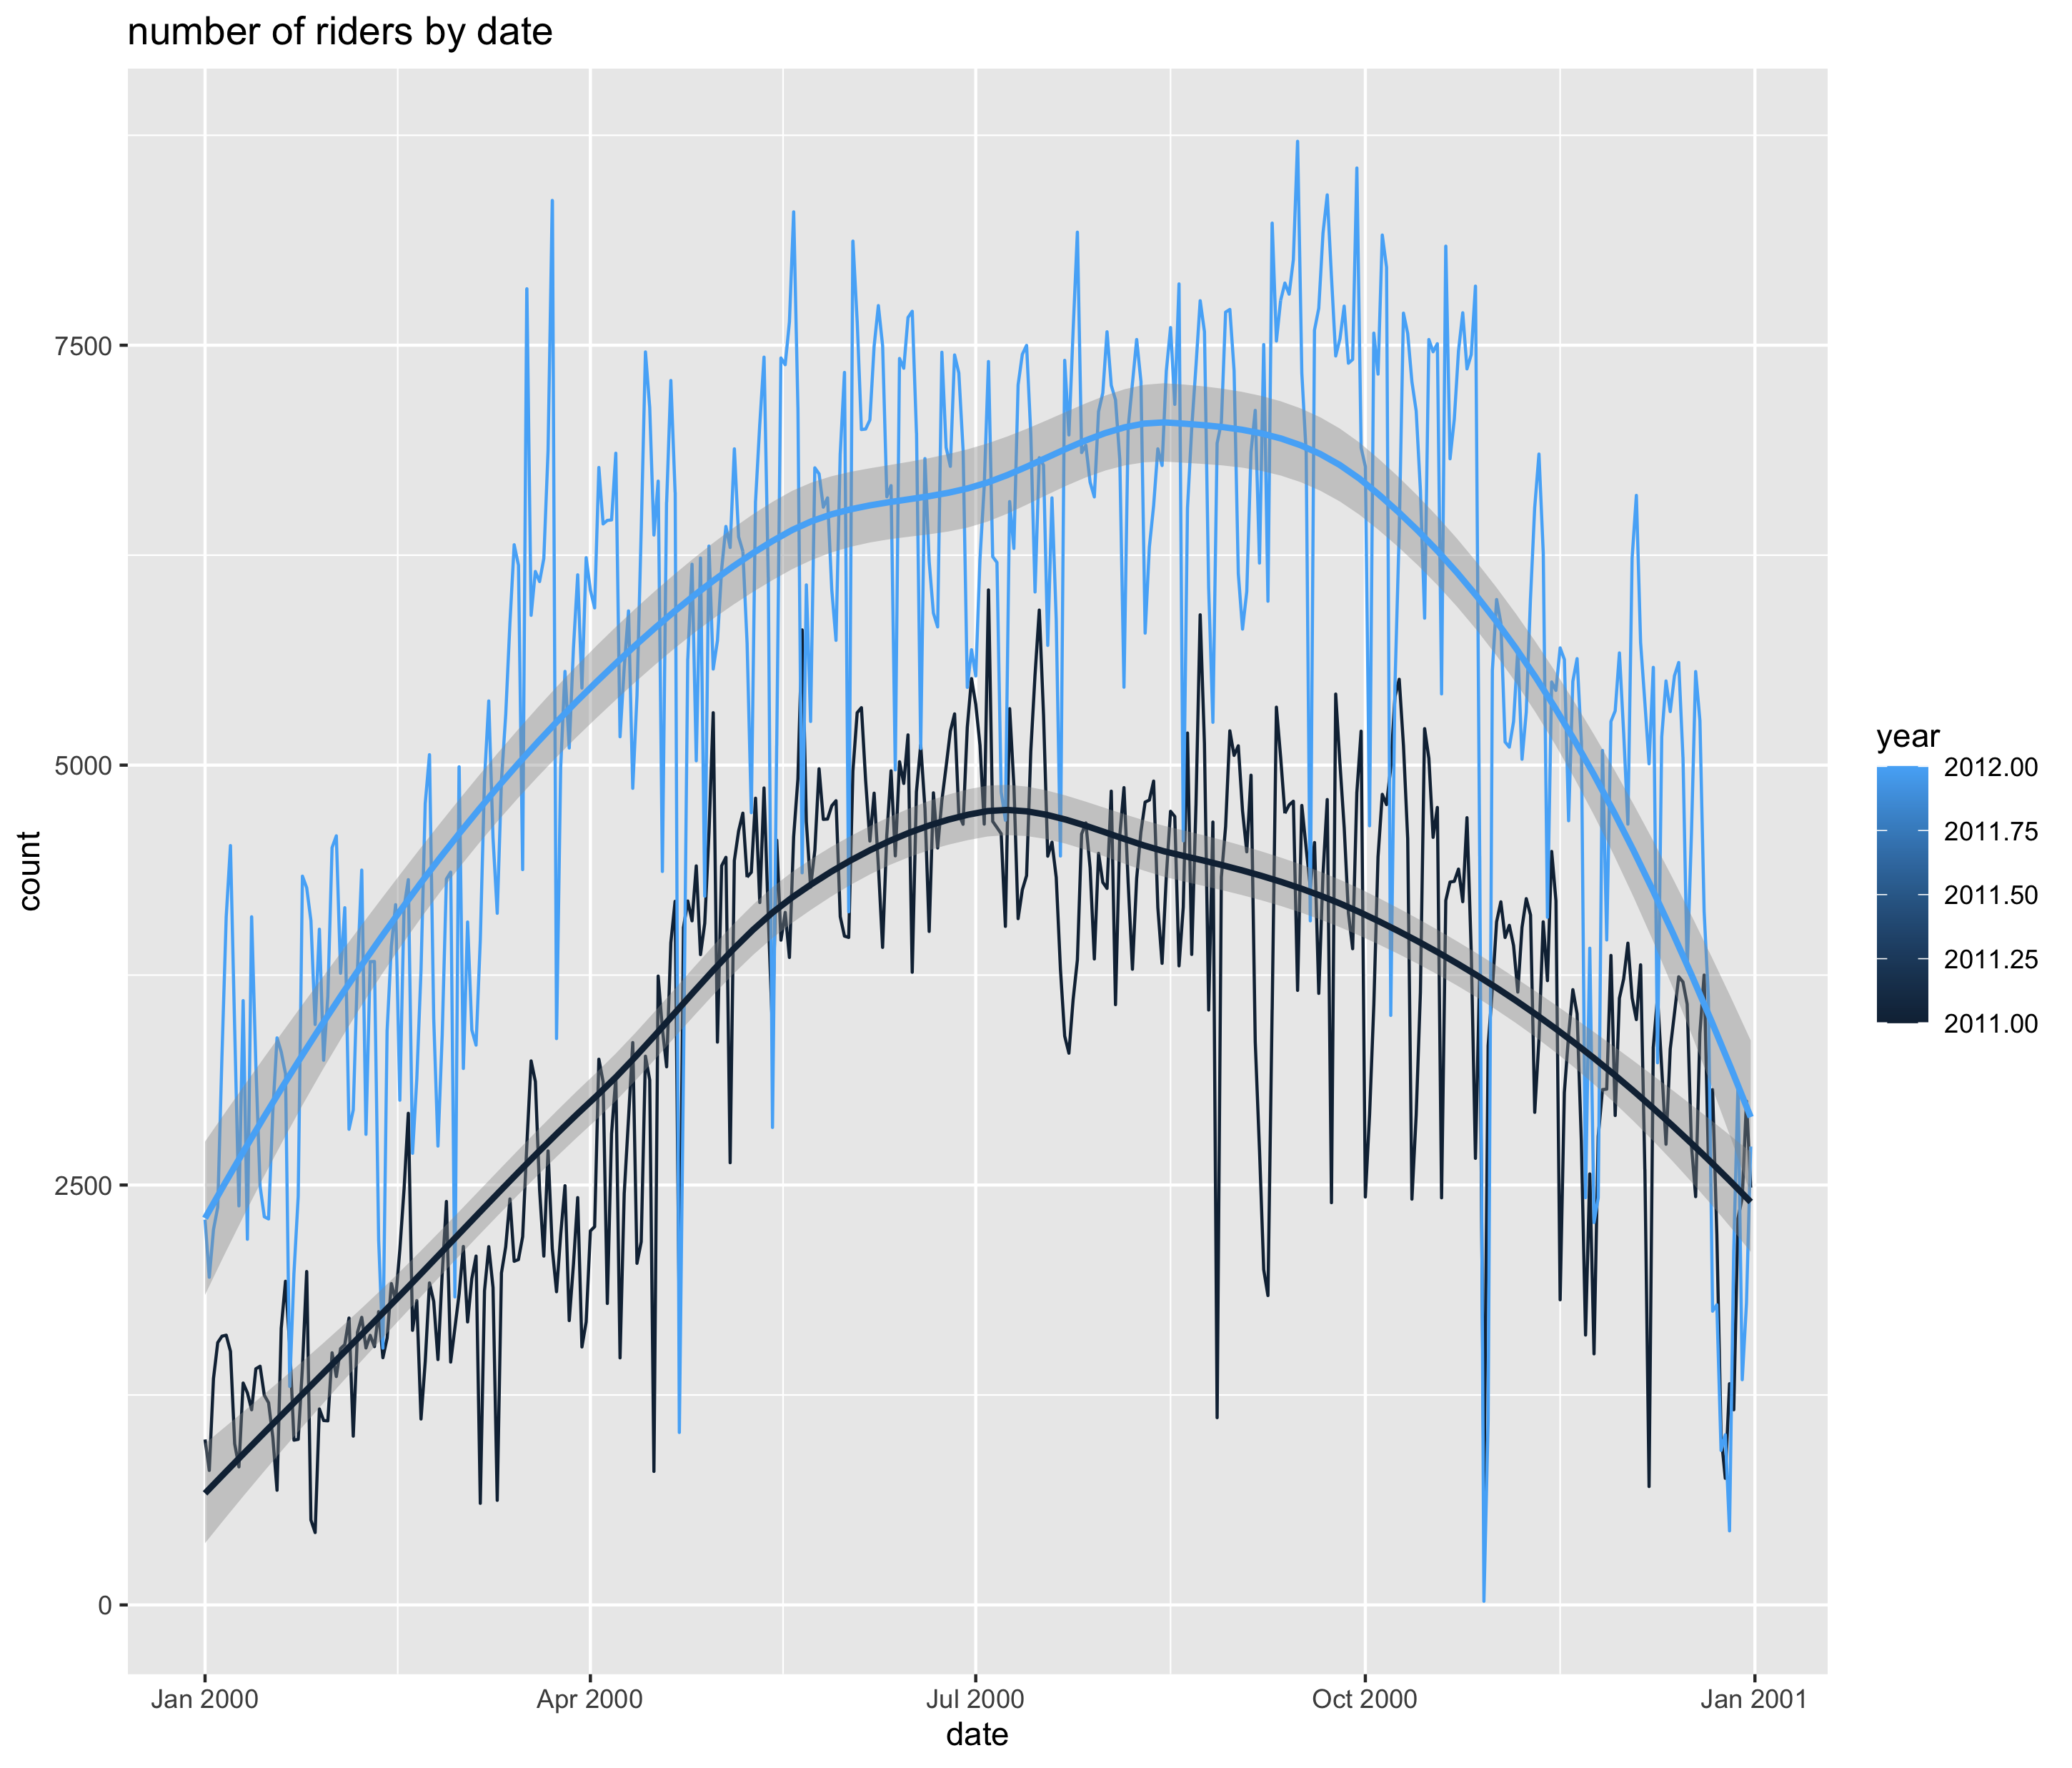 number of riders by date
7500
5000
2500
0
count
Jan 2000
Apr 2000
Jul 2000
Oct 2000
Jan 2001
date
year
2012.00
2011.75
2011.50
2011.25
2011.00